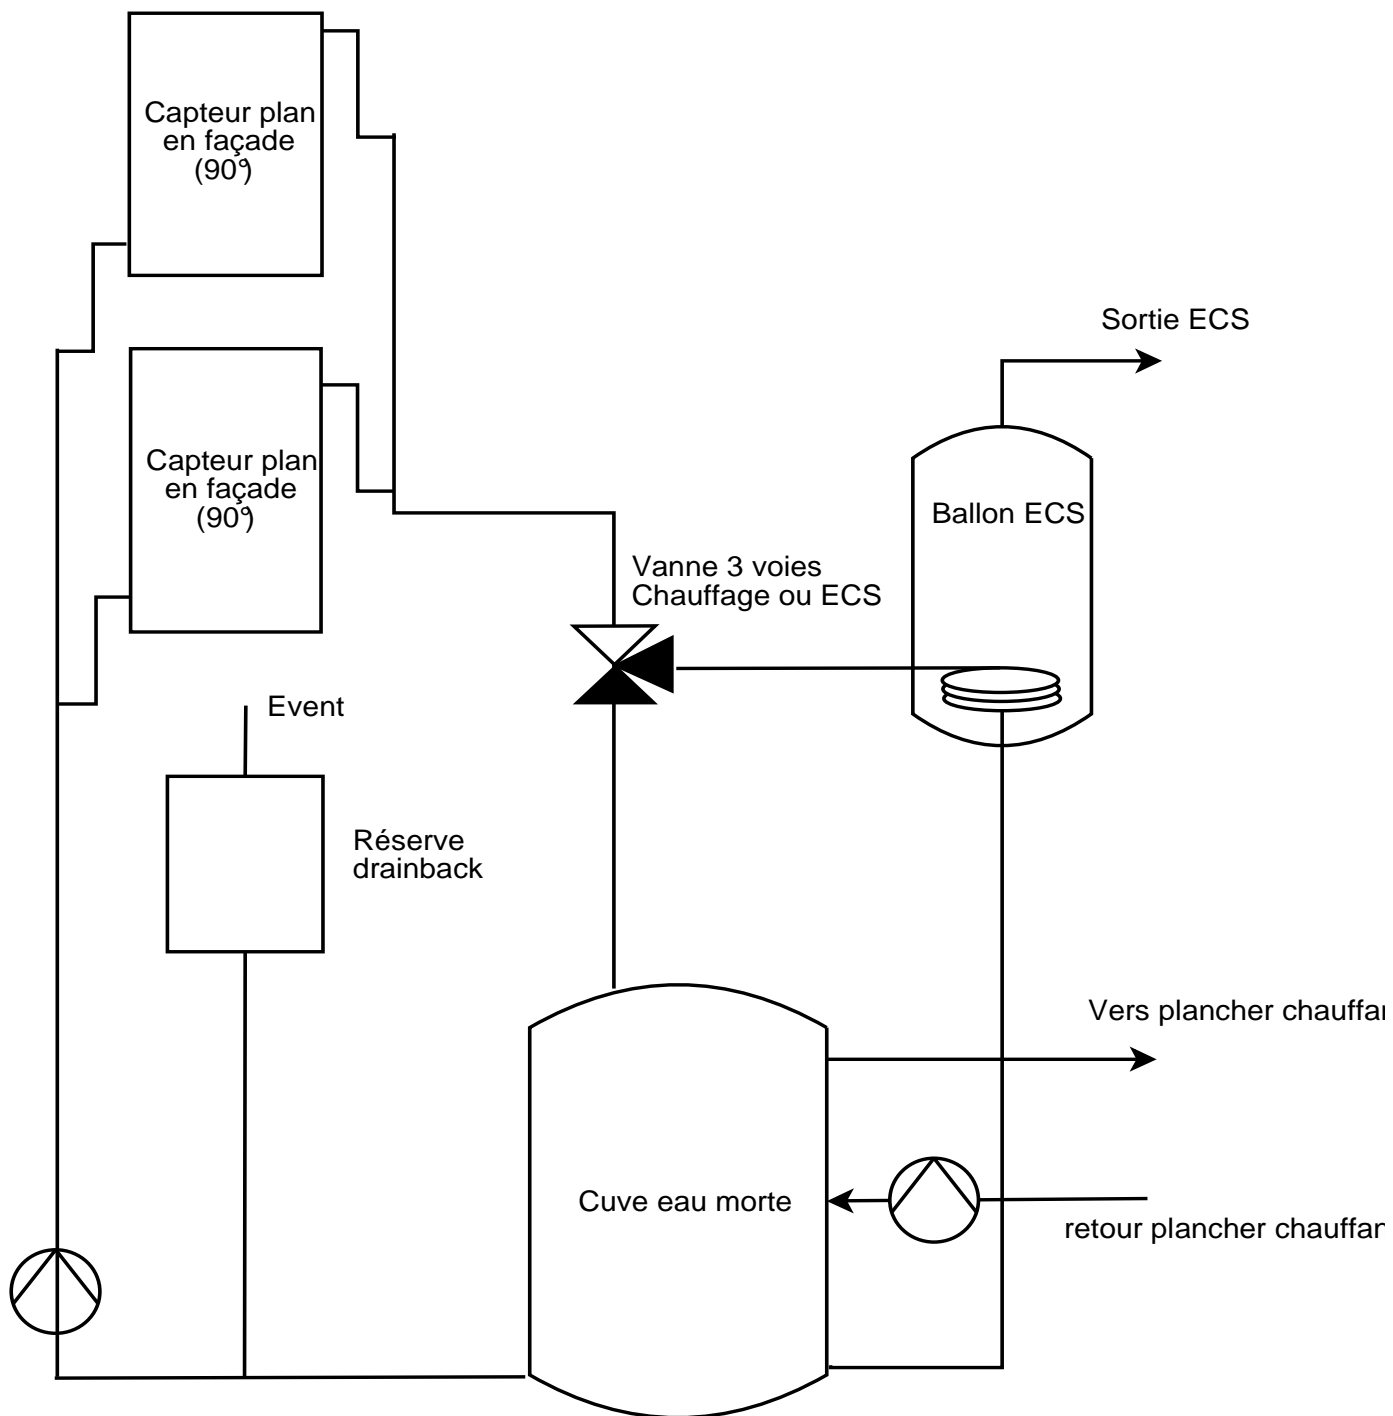 Capteur plan
en façade
(90°)
Sortie ECS
Capteur plan
en façade
(90°)
Ballon ECS
Vanne 3 voies
Chauffage ou ECS
Event
Réserve
drainback
Vers plancher chauffan
Cuve eau morte
retour plancher chauffan